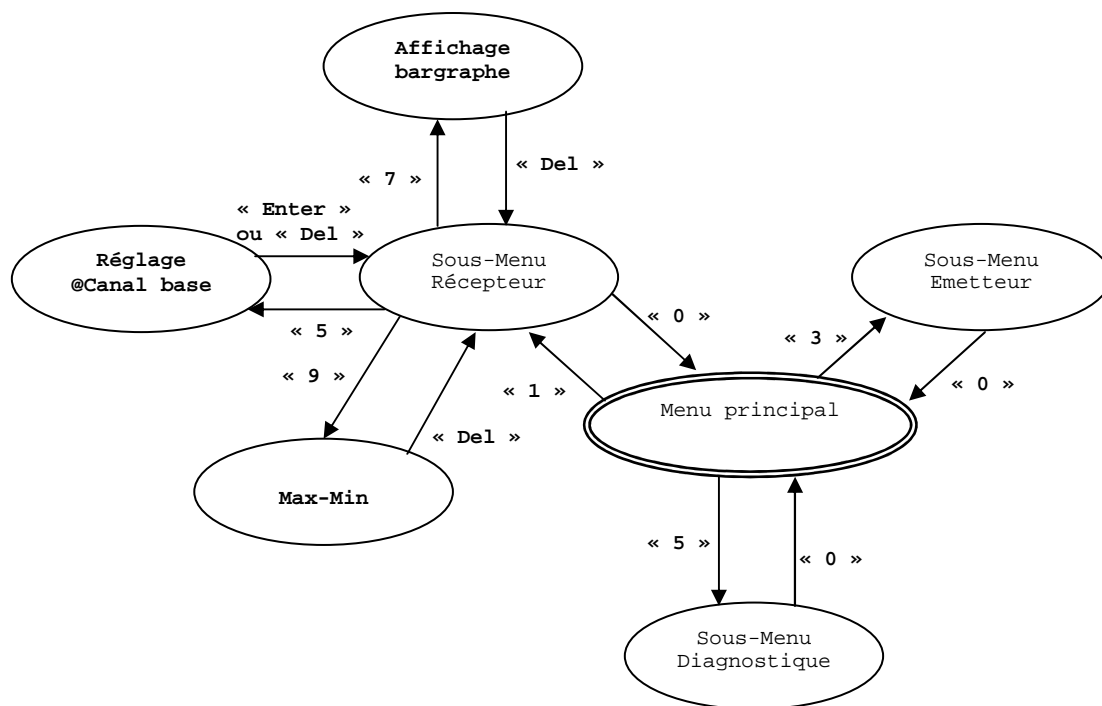 Affichage
bargraphe
« 7 »
« Del »
« Enter »
ou « Del »
Réglage
@Canal base
Sous-Menu
Récepteur
Sous-Menu
Emetteur
« 5 »
« 0 »
« 3 »
« 9 »
« 1 »
« 0 »
Menu principal
« Del »
Max-Min
« 5 »
« 0 »
Sous-Menu
Diagnostique